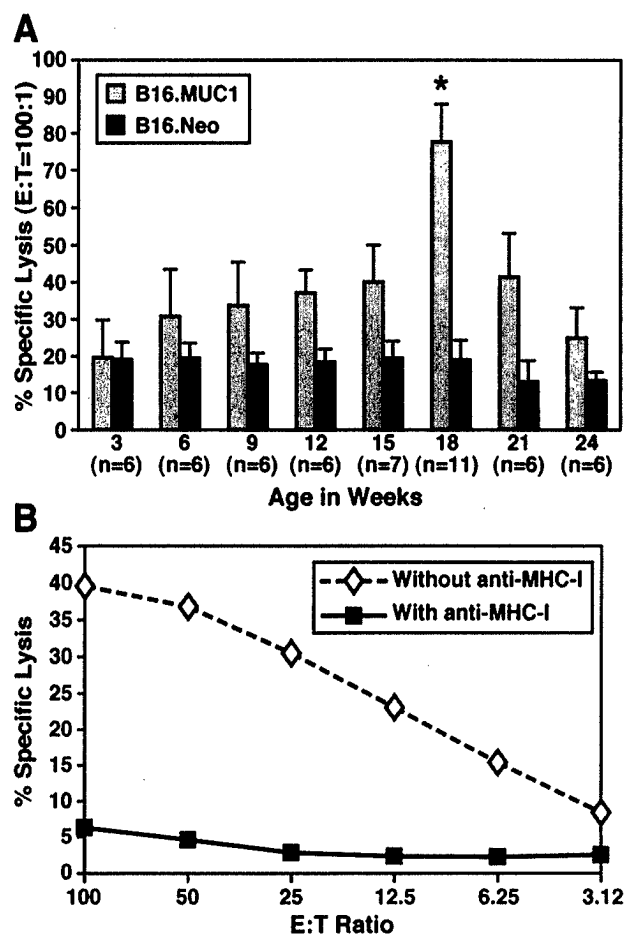 A
100
90
80
70
60
50
40
30
20
10
0
% Specific Lysis (E:T=100:1)
B16.MUC1
B16.Neo
*
3 6 9 12 15 18 21 24
(n=6) (n=6) (n=6) (n=6) (n=7) (n=11) (n=6) (n=6)
Age in Weeks
B
45
40
35
30
25
20
15
10
5
0
% Specific Lysis
Without anti-MHC-I
With anti-MHC-I
100 50 25 12.5 6.25 3.12
E:T Ratio